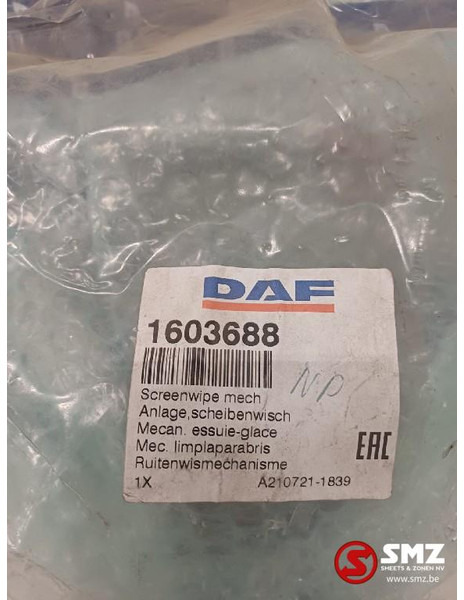 DAF
1603688
Screenwipe mech
Anlage,scheibenwisch
Mecan. essuie-glace
Mec. limpiaparabris
Ruitenwismechanisme
1X A210721-1839
NP
EAC
SMZ
SHEETS & ZONEN NV
www.smz.be